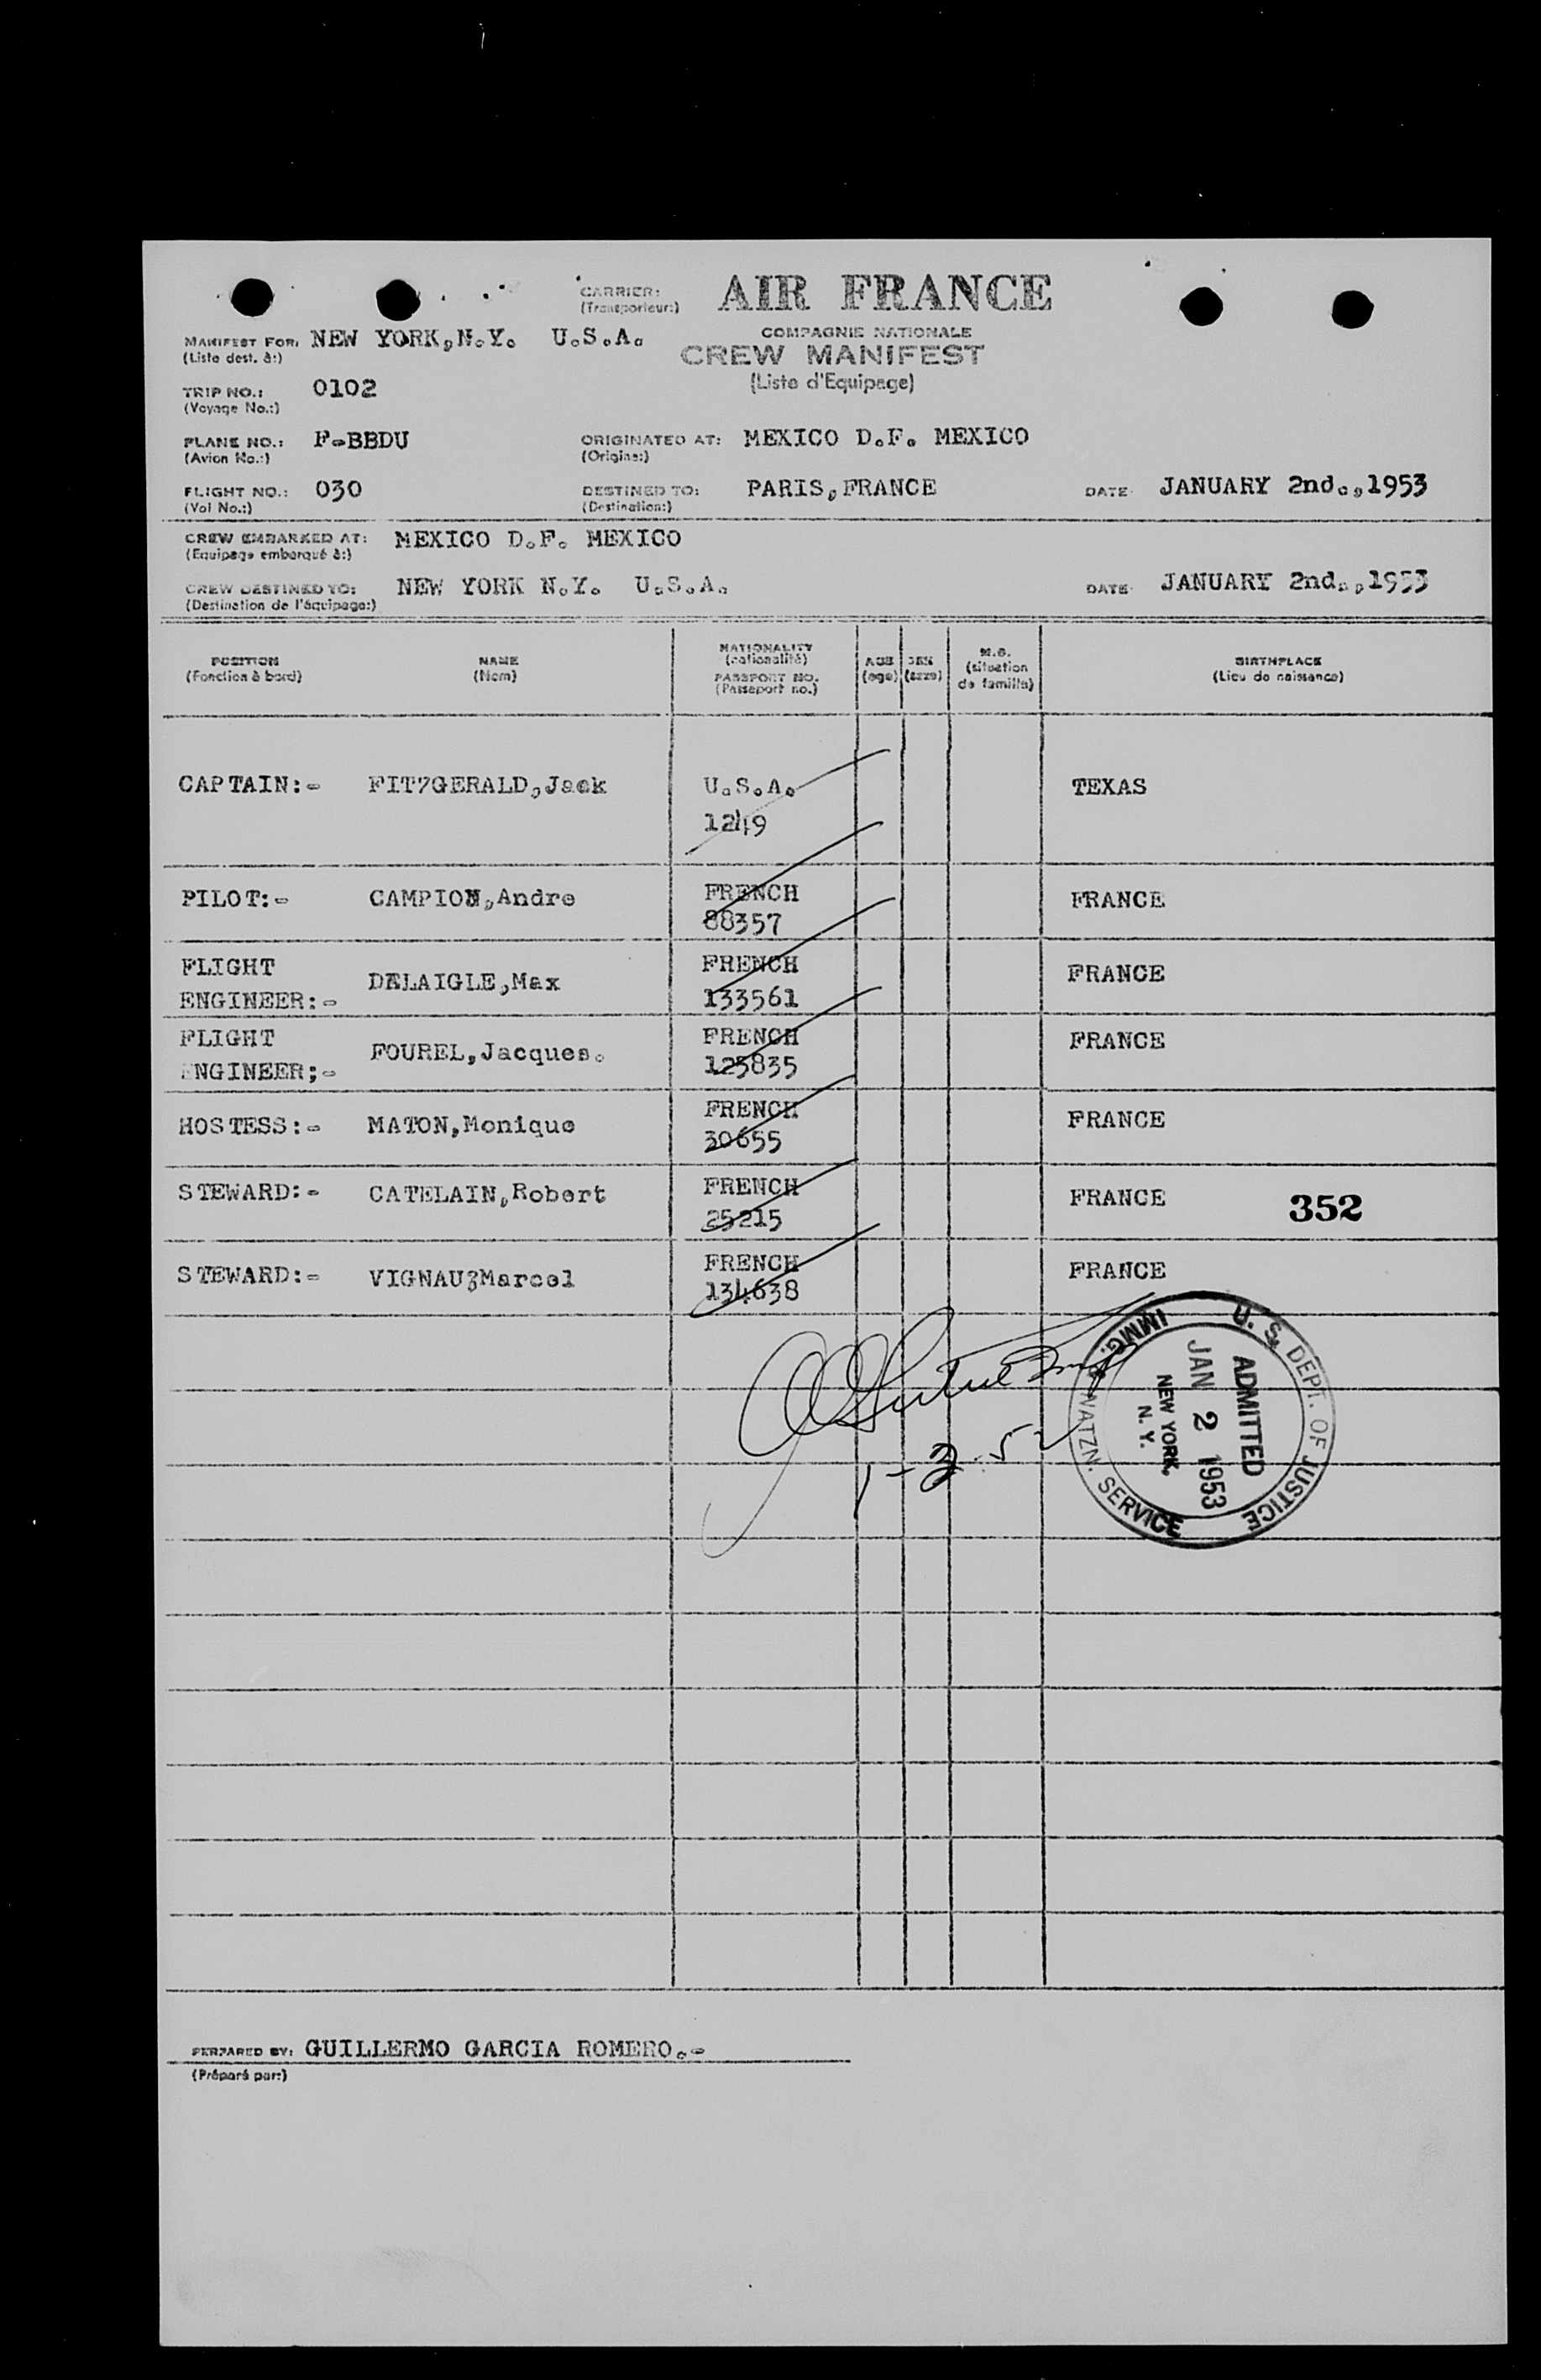 CARRIER: AIR FRANCE
(Transporteur:)
COMPAGNIE NATIONALE
MANIFEST FOR: NEW YORK,N.Y. U.S.A.
(Liste dest. à:)
CREW MANIFEST
(Liste d'Equipage)
TRIP NO.: 0102
(Voyage No.:)
PLANE NO.: F-BBDU ORIGINATED AT: MEXICO D.F. MEXICO
(Avion No.:) (Origine:)
FLIGHT NO.: 030 DESTINED TO: PARIS,FRANCE DATE JANUARY 2nd.,1953
(Vol No.:) (Destination:)
CREW EMBARKED AT: MEXICO D.F. MEXICO
(Equipage embarqué à:)
CREW DESTINED TO: NEW YORK N.Y. U.S.A. DATE JANUARY 2nd.,1953
(Destination de l'équipage:)
POSITION NAME NATIONALITY AGE SEX M.S. BIRTHPLACE
(Fonction à bord) (Nom) (nationalité) (age) (sexe) (situation de famille) (Lieu de naissance)
PASSPORT NO.
(Passeport no.)
CAPTAIN:- FITZGERALD,Jack U.S.A. TEXAS
1249
PILOT:- CAMPION,Andre FRENCH FRANCE
88357
FLIGHT FRENCH
ENGINEER:- DELAIGLE,Max 133561 FRANCE
FLIGHT FRENCH FRANCE
ENGINEER;- FOUREL,Jacques. 125835
HOSTESS:- MATON,Monique FRENCH FRANCE
30655
STEWARD:- CATELAIN,Robert FRENCH FRANCE 352
25215
STEWARD:- VIGNAU,Marcel FRENCH FRANCE
134638
U. S. DEPT. OF JUSTICE
IMMG. & NATZN. SERVICE
ADMITTED
JAN 2 1953
NEW YORK,
N. Y.
1-2-52
PREPARED BY: GUILLERMO GARCIA ROMERO.-
(Préparé par:)